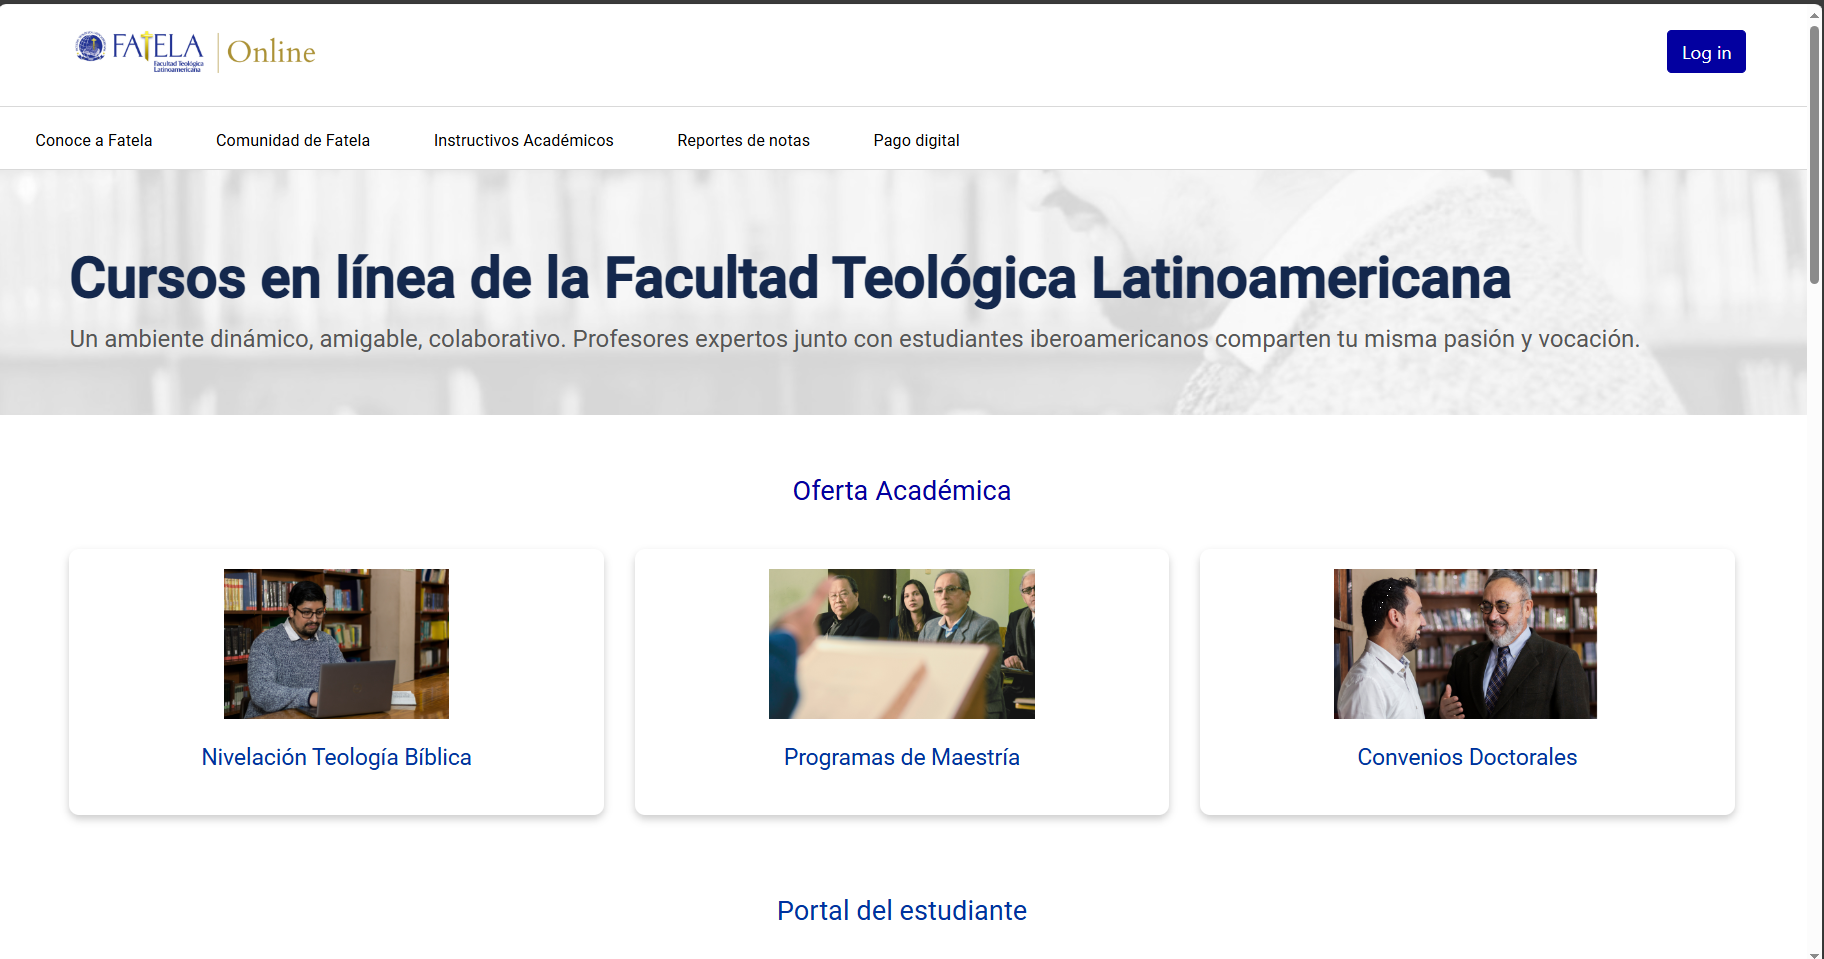 FATELA
Facultad Teológica
Latinoamericana
Online
Log in
Conoce a Fatela
Comunidad de Fatela
Instructivos Académicos
Reportes de notas
Pago digital
Cursos en línea de la Facultad Teológica Latinoamericana
Un ambiente dinámico, amigable, colaborativo. Profesores expertos junto con estudiantes iberoamericanos comparten tu misma pasión y vocación.
Oferta Académica
Nivelación Teología Bíblica
Programas de Maestría
Convenios Doctorales
Portal del estudiante